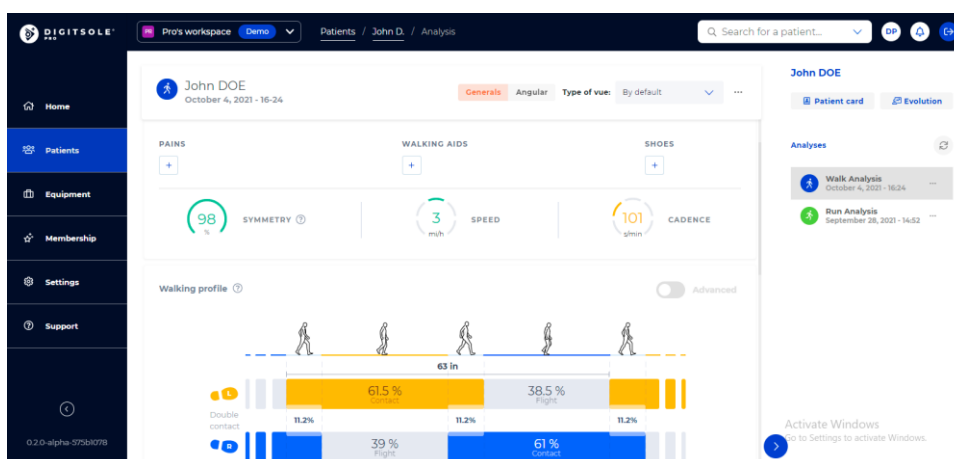 DIGITSOLE
PRO
PR Pro's workspace Demo
Patients / John D. / Analysis
Search for a patient...
DP
Home
Patients
Equipment
Membership
Settings
Support
0.2.0-alpha-575b1078
John DOE
October 4, 2021 - 16-24
Generals Angular Type of vue: By default ...
PAINS WALKING AIDS SHOES
+ + +
98 % SYMMETRY ?
3 mi/h SPEED
101 s/min CADENCE
Walking profile ? Advanced
63 in
L 61.5 % Contact 38.5 % Flight
Double contact 11.2% 11.2% 11.2%
R 39 % Flight 61 % Contact
John DOE
Patient card Evolution
Analyses
Walk Analysis ...
October 4, 2021 - 16:24
Run Analysis ...
September 28, 2021 - 14:52
Activate Windows
Go to Settings to activate Windows.